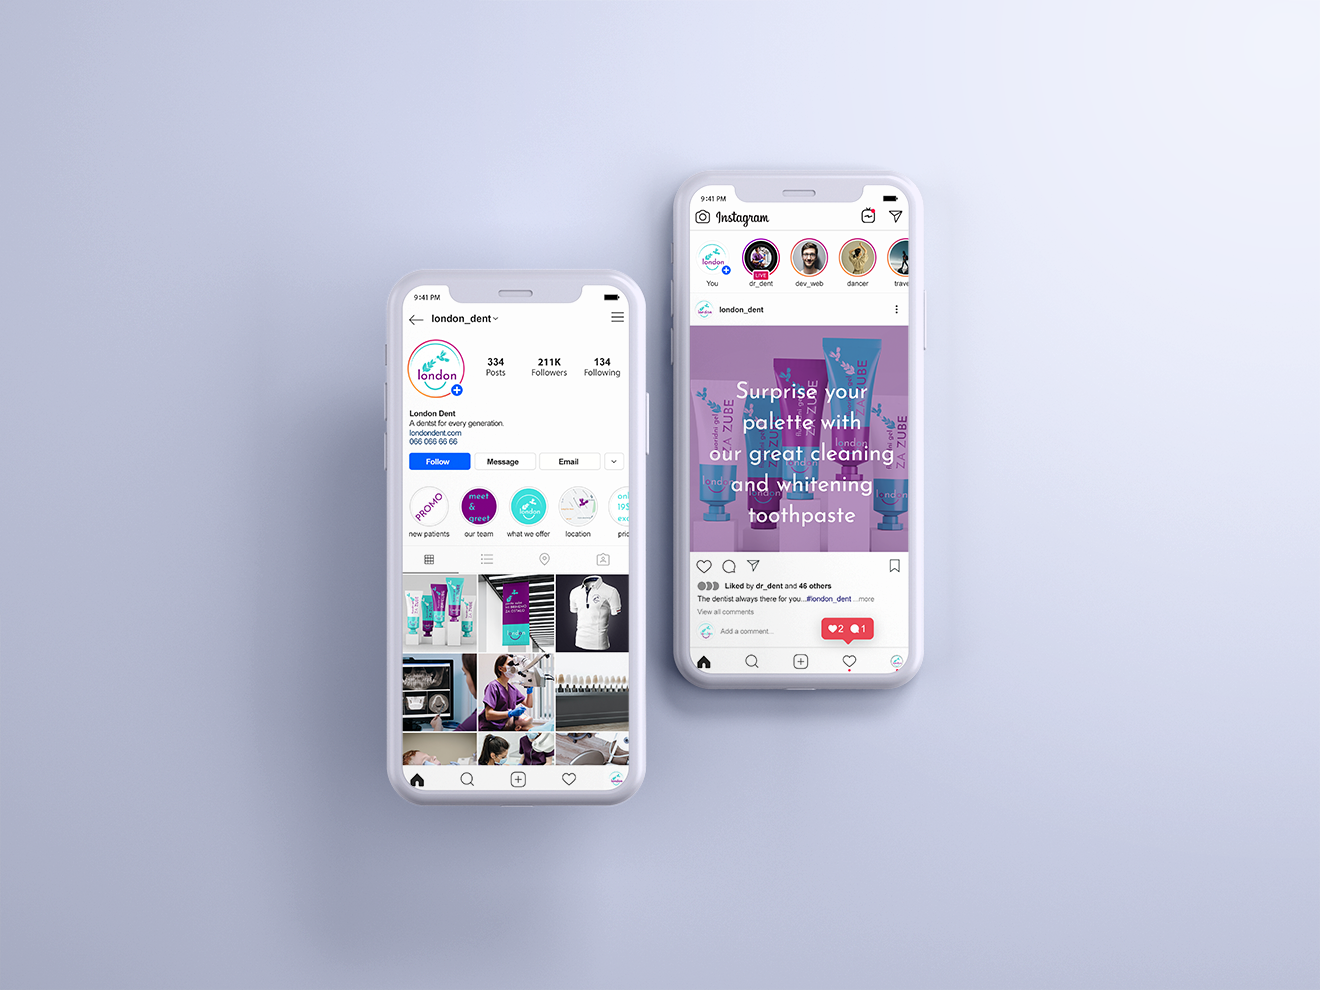 9:41 PM
london_dent
london
334
Posts
211K
Followers
134
Following
London Dent
A dentst for every generation.
londondent.com
066 066 66 66
Follow
Message
Email
PROMO
meet
&
greet
london
new patients
our team
what we offer
location
9:41 PM
Instagram
london
LIVE
You
dr_dent
dev_web
dancer
trave
london_dent
ZA ZUBE
fluoridni gel
london
Surprise your
palette with
our great cleaning
and whitening
toothpaste
Liked by dr_dent and 46 others
The dentist always there for you...#london_dent ...more
View all comments
Add a comment...
2 1